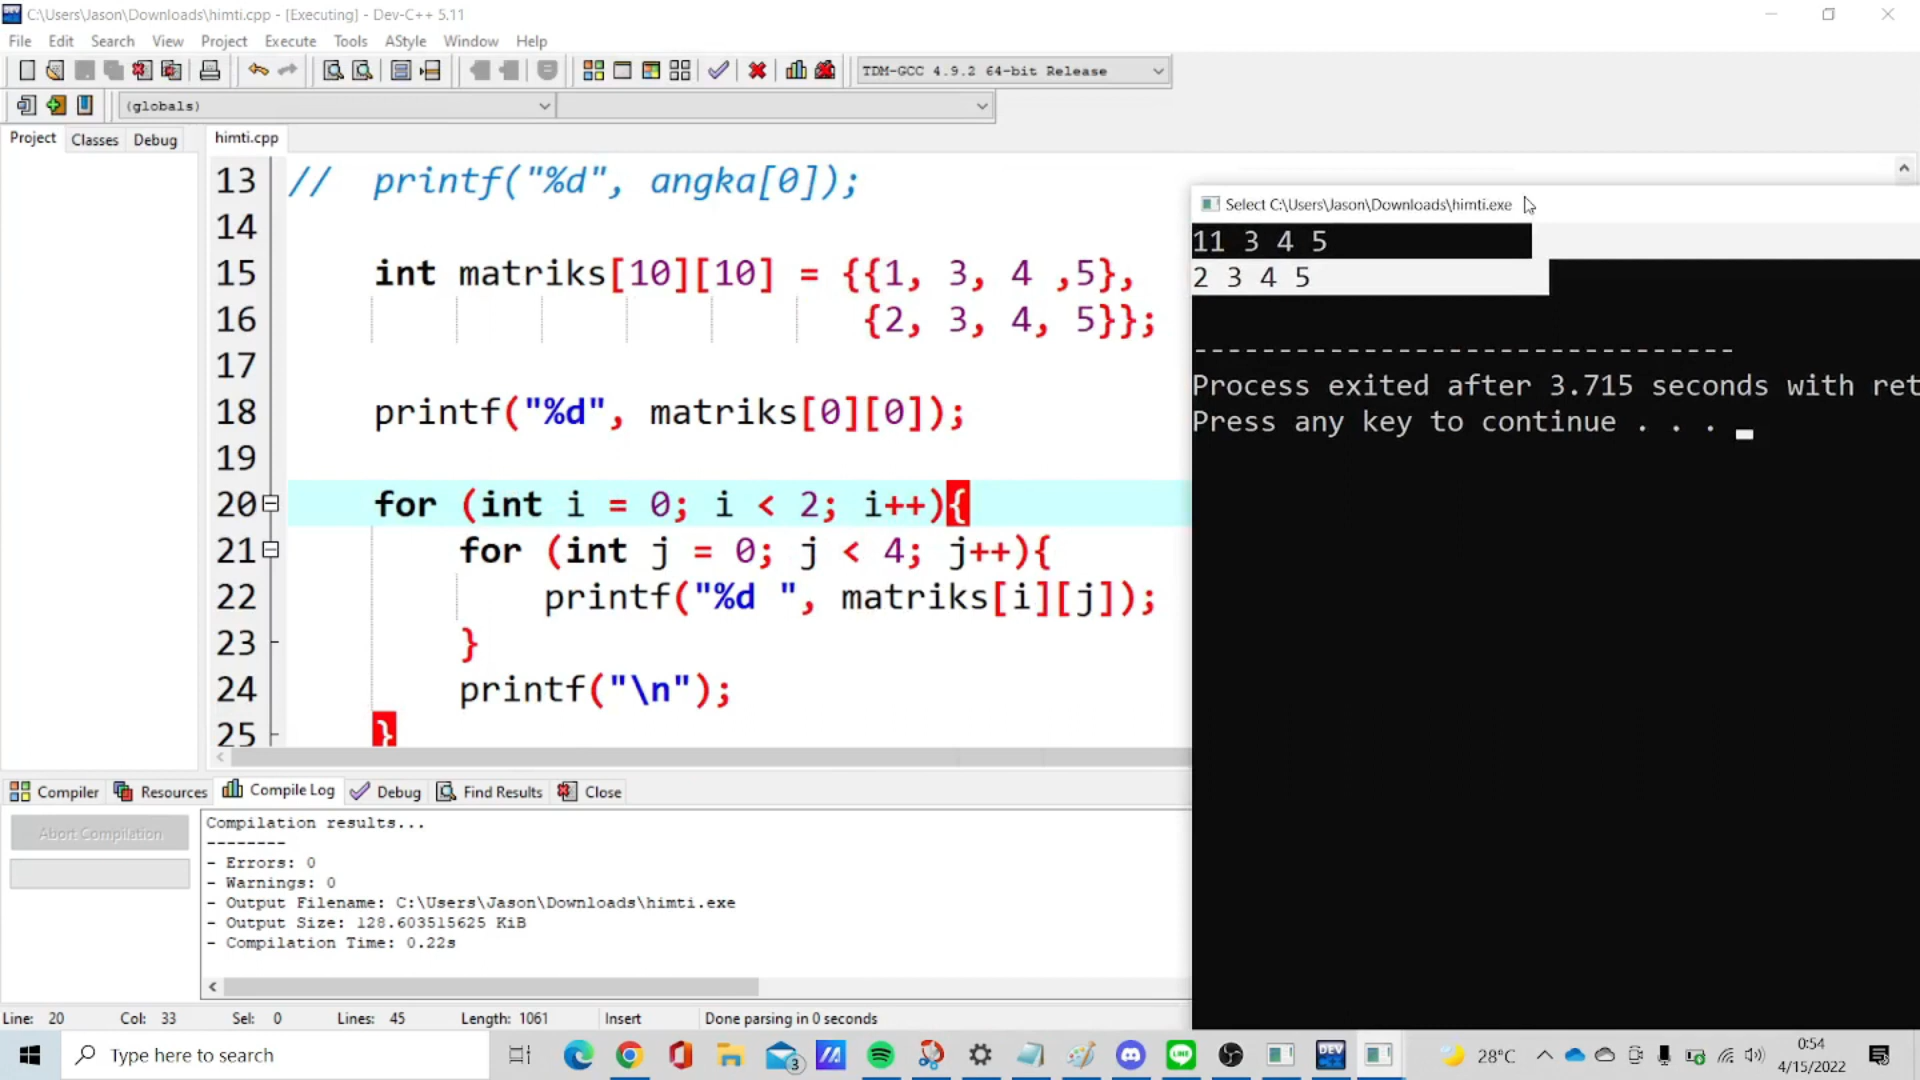 C:\Users\Jason\Downloads\himti.cpp - [Executing] - Dev-C++ 5.11
File Edit Search View Project Execute Tools AStyle Window Help
TDM-GCC 4.9.2 64-bit Release
(globals)
Project Classes Debug himti.cpp
13 // printf("%d", angka[0]);
14
15 int matriks[10][10] = {{1, 3, 4 ,5},
16 {2, 3, 4, 5}};
17
18 printf("%d", matriks[0][0]);
19
20 for (int i = 0; i < 2; i++){
21 for (int j = 0; j < 4; j++){
22 printf("%d ", matriks[i][j]);
23 }
24 printf("\n");
25 }
Select C:\Users\Jason\Downloads\himti.exe
11 3 4 5
2 3 4 5
--------------------------------
Process exited after 3.715 seconds with ret
Press any key to continue . . .
Compiler Resources Compile Log Debug Find Results Close
Abort Compilation
Compilation results...
--------
- Errors: 0
- Warnings: 0
- Output Filename: C:\Users\Jason\Downloads\himti.exe
- Output Size: 128.603515625 KiB
- Compilation Time: 0.22s
Line: 20 Col: 33 Sel: 0 Lines: 45 Length: 1061 Insert Done parsing in 0 seconds
Type here to search
3
LINE
DEV
28°C
0:54
4/15/2022